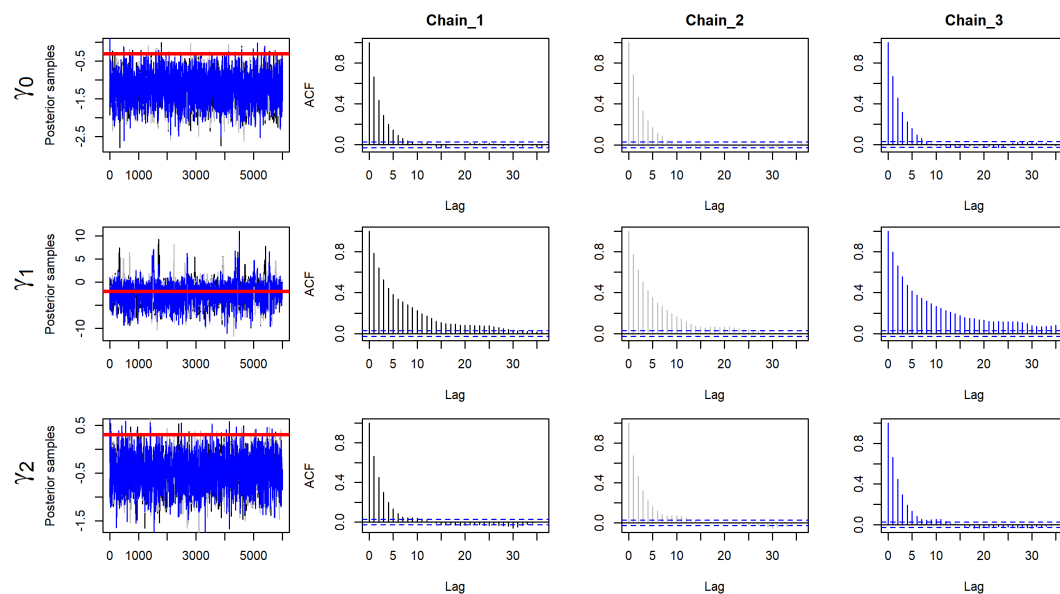 Chain_1 Chain_2 Chain_3
γ0
Posterior samples
-2.5 -1.5 -0.5
0 1000 3000 5000
ACF
0.0 0.4 0.8
0 5 10 20 30
Lag
0.0 0.4 0.8
0 5 10 20 30
Lag
0.0 0.4 0.8
0 5 10 20 30
Lag
γ1
Posterior samples
-10 0 5 10
0 1000 3000 5000
ACF
0.0 0.4 0.8
0 5 10 20 30
Lag
0.0 0.4 0.8
0 5 10 20 30
Lag
0.0 0.4 0.8
0 5 10 20 30
Lag
γ2
Posterior samples
-1.5 -0.5 0.5
0 1000 3000 5000
ACF
0.0 0.4 0.8
0 5 10 20 30
Lag
0.0 0.4 0.8
0 5 10 20 30
Lag
0.0 0.4 0.8
0 5 10 20 30
Lag